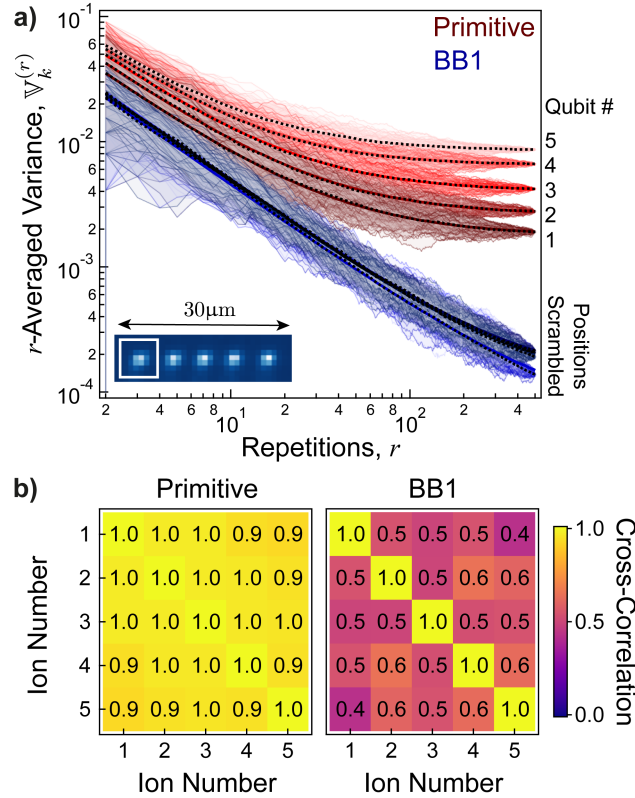 a)
r-Averaged Variance, 𝕍ₖ⁽ʳ⁾
10⁻¹
6
4
2
10⁻²
6
4
2
10⁻³
6
4
2
10⁻⁴
Primitive
BB1
Qubit #
5
4
3
2
1
Positions
Scrambled
30μm
2 4 6 8 10¹ 2 4 6 8 10² 2 4
Repetitions, r
b)
Primitive BB1
Ion Number
1 1.0 1.0 1.0 0.9 0.9 1.0 0.5 0.5 0.5 0.4
2 1.0 1.0 1.0 1.0 0.9 0.5 1.0 0.5 0.6 0.6
3 1.0 1.0 1.0 1.0 1.0 0.5 0.5 1.0 0.5 0.5
4 0.9 1.0 1.0 1.0 0.9 0.5 0.6 0.5 1.0 0.6
5 0.9 0.9 1.0 0.9 1.0 0.4 0.6 0.5 0.6 1.0
1 2 3 4 5 1 2 3 4 5
Ion Number Ion Number
1.0
0.5
0.0
Cross-Correlation